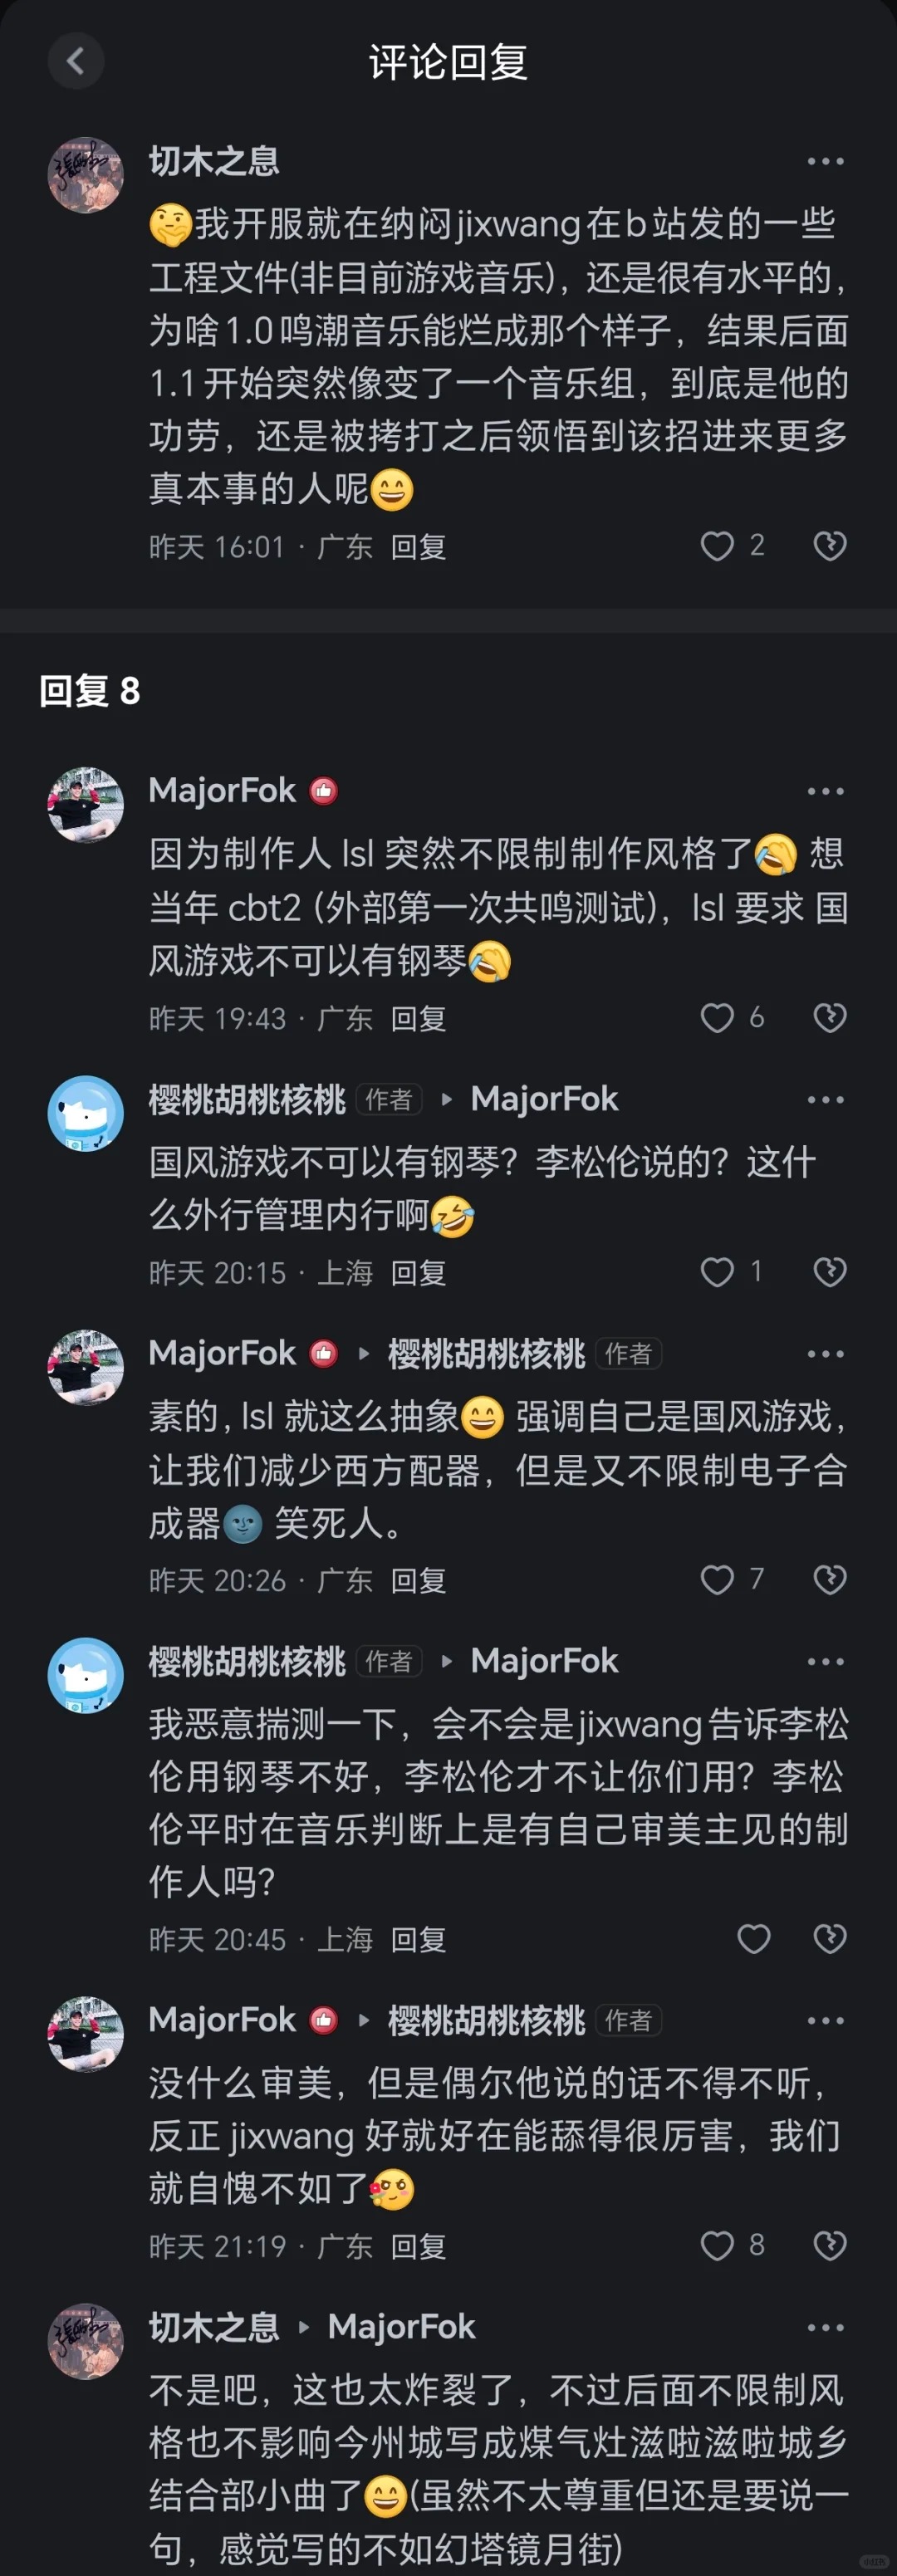 评论回复
切木之息
🤔我开服就在纳闷jixwang在b站发的一些
工程文件(非目前游戏音乐)，还是很有水平的，
为啥1.0鸣潮音乐能烂成那个样子，结果后面
1.1开始突然像变了一个音乐组，到底是他的
功劳，还是被拷打之后领悟到该招进来更多
真本事的人呢😄
昨天 16:01 · 广东 回复 2
回复 8
MajorFok
因为制作人 lsl 突然不限制制作风格了🤣 想
当年 cbt2 (外部第一次共鸣测试)，lsl 要求 国
风游戏不可以有钢琴🤣
昨天 19:43 · 广东 回复 6
樱桃胡桃核桃 作者 ▸ MajorFok
国风游戏不可以有钢琴？李松伦说的？这什
么外行管理内行啊🤣
昨天 20:15 · 上海 回复 1
MajorFok ▸ 樱桃胡桃核桃 作者
素的, lsl 就这么抽象😄 强调自己是国风游戏，
让我们减少西方配器，但是又不限制电子合
成器🌚 笑死人。
昨天 20:26 · 广东 回复 7
樱桃胡桃核桃 作者 ▸ MajorFok
我恶意揣测一下，会不会是jixwang告诉李松
伦用钢琴不好，李松伦才不让你们用？李松
伦平时在音乐判断上是有自己审美主见的制
作人吗？
昨天 20:45 · 上海 回复
MajorFok ▸ 樱桃胡桃核桃 作者
没什么审美，但是偶尔他说的话不得不听，
反正 jixwang 好就好在能舔得很厉害，我们
就自愧不如了
昨天 21:19 · 广东 回复 8
切木之息 ▸ MajorFok
不是吧，这也太炸裂了，不过后面不限制风
格也不影响今州城写成煤气灶滋啦滋啦城乡
结合部小曲了😄(虽然不太尊重但还是要说一
句，感觉写的不如幻塔镜月街)
小红书